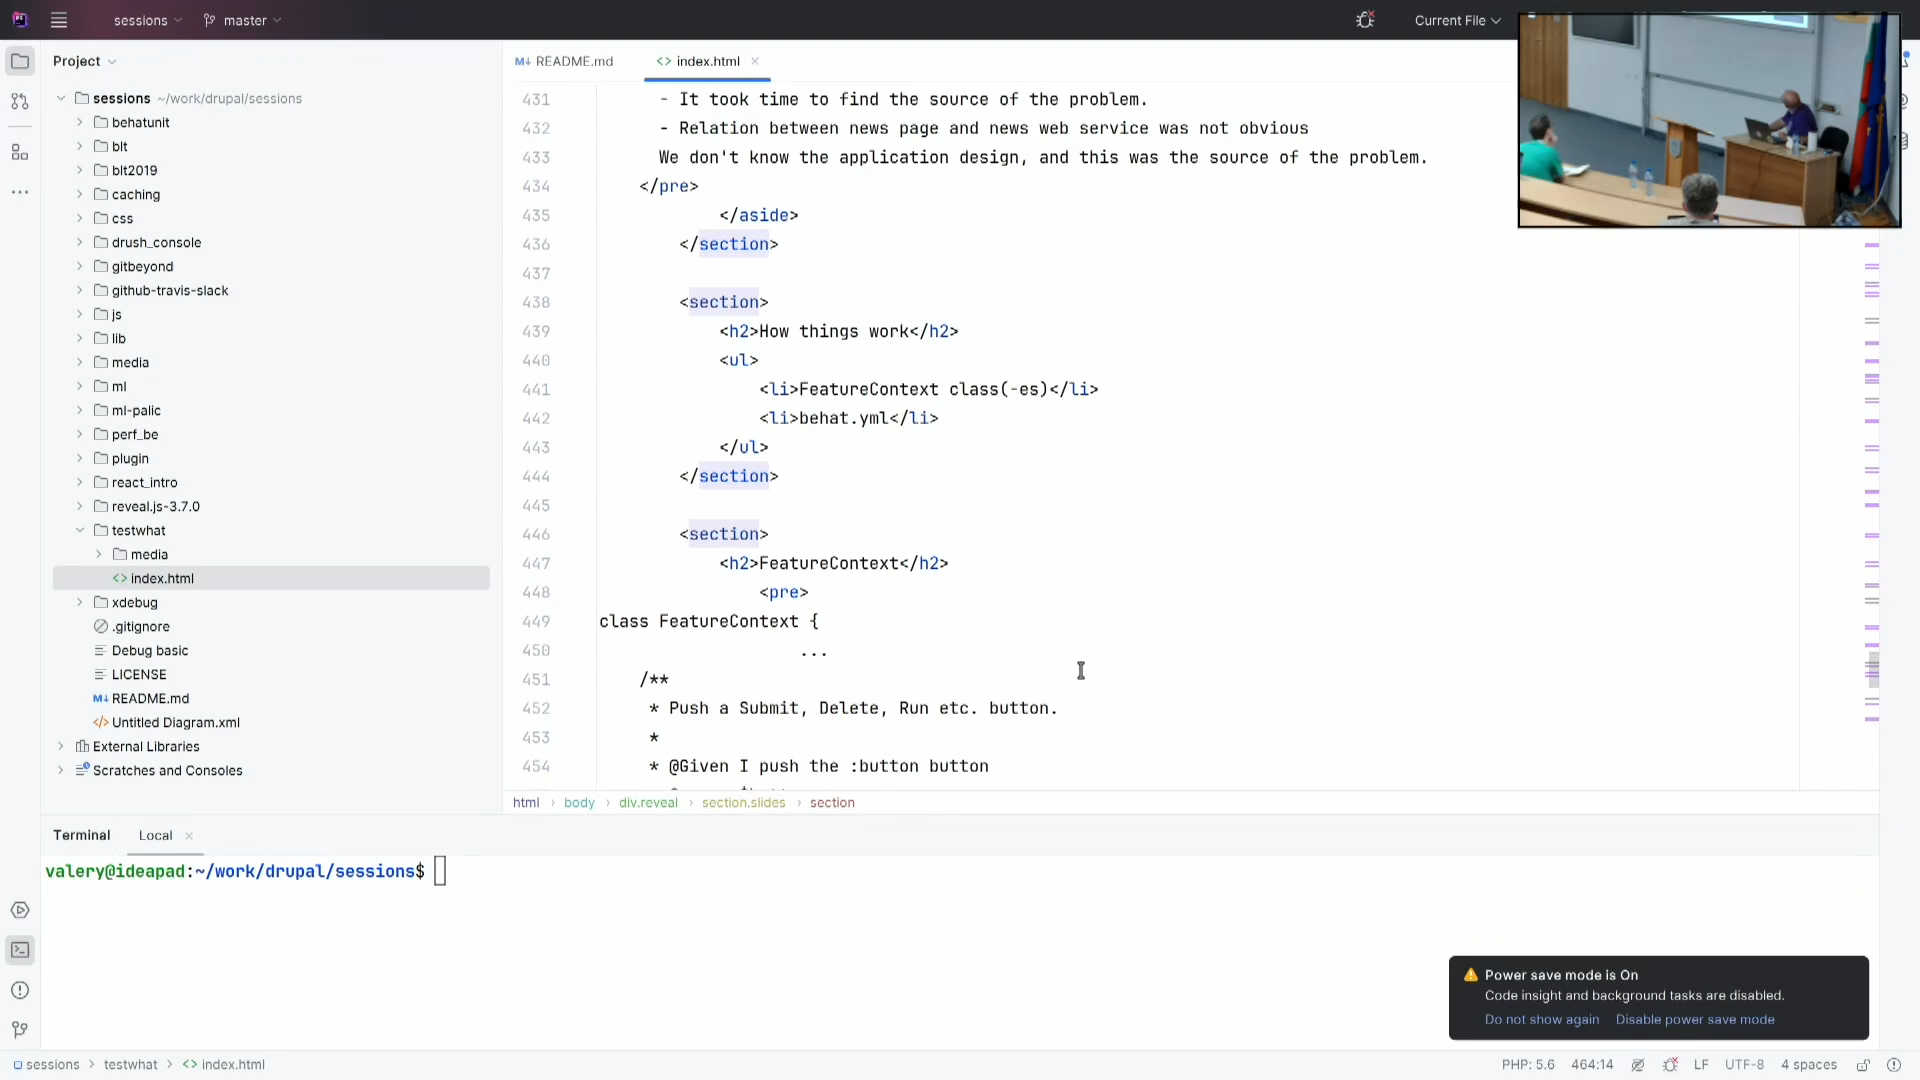 sessions
master
Current File
Project
README.md
index.html
sessions ~/work/drupal/sessions
behatunit
blt
blt2019
caching
css
drush_console
gitbeyond
github-travis-slack
js
lib
media
ml
ml-palic
perf_be
plugin
react_intro
reveal.js-3.7.0
testwhat
media
index.html
xdebug
.gitignore
Debug basic
LICENSE
README.md
Untitled Diagram.xml
External Libraries
Scratches and Consoles
431 - It took time to find the source of the problem.
432 - Relation between news page and news web service was not obvious
433 We don't know the application design, and this was the source of the problem.
434 </pre>
435 </aside>
436 </section>
437
438 <section>
439 <h2>How things work</h2>
440 <ul>
441 <li>FeatureContext class(-es)</li>
442 <li>behat.yml</li>
443 </ul>
444 </section>
445
446 <section>
447 <h2>FeatureContext</h2>
448 <pre>
449 class FeatureContext {
450 ...
451 /**
452 * Push a Submit, Delete, Run etc. button.
453 *
454 * @Given I push the :button button
html › body › div.reveal › section.slides › section
Terminal Local
valery@ideapad:~/work/drupal/sessions$
Power save mode is On
Code insight and background tasks are disabled.
Do not show again Disable power save mode
sessions > testwhat > index.html
PHP: 5.6 464:14 LF UTF-8 4 spaces